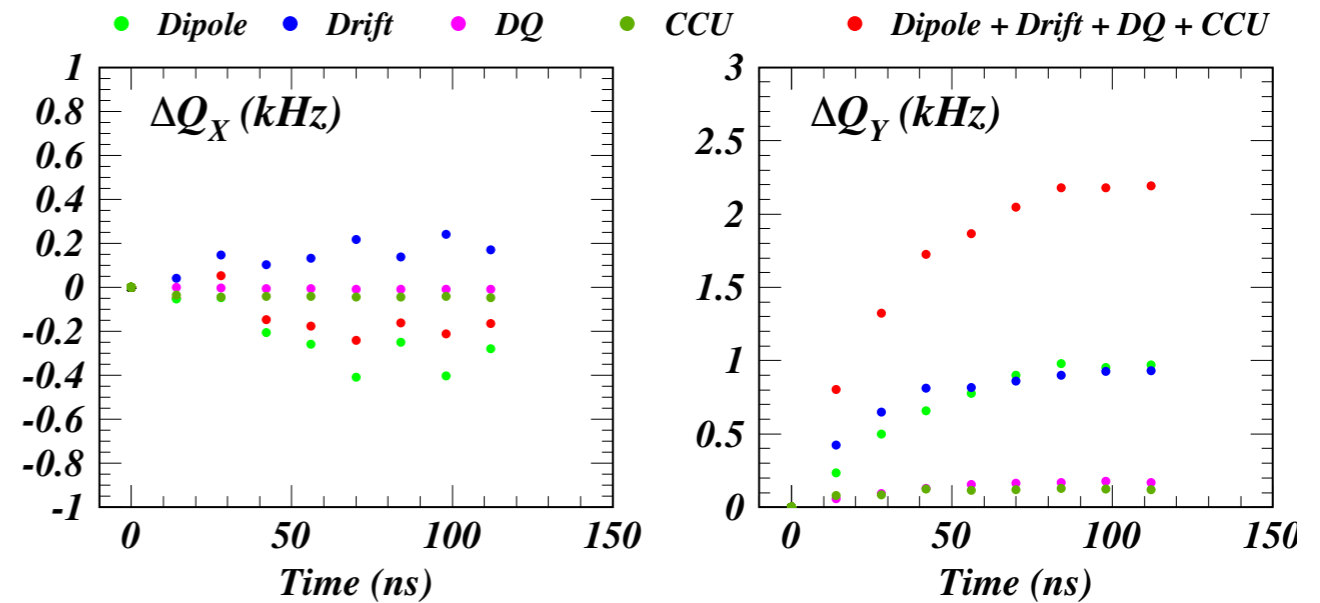 Dipole Drift DQ CCU Dipole + Drift + DQ + CCU
ΔQX (kHz)
1
0.8
0.6
0.4
0.2
0
-0.2
-0.4
-0.6
-0.8
-1
0 50 100 150
Time (ns)
ΔQY (kHz)
3
2.5
2
1.5
1
0.5
0
0 50 100 150
Time (ns)